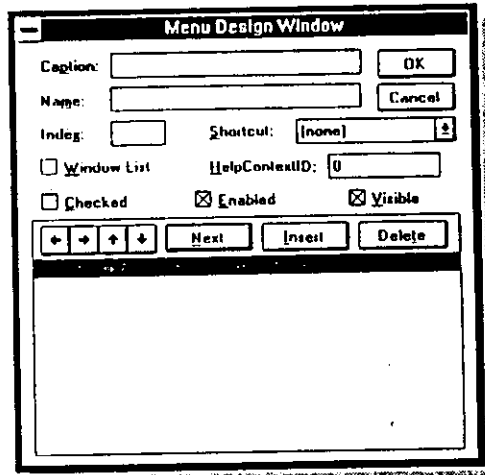 Menu Design Window
Caption: OK
Name: Cancel
Index: Shortcut: (none)
Window List HelpContextID: 0
Checked Enabled Visible
Next Insert Delete